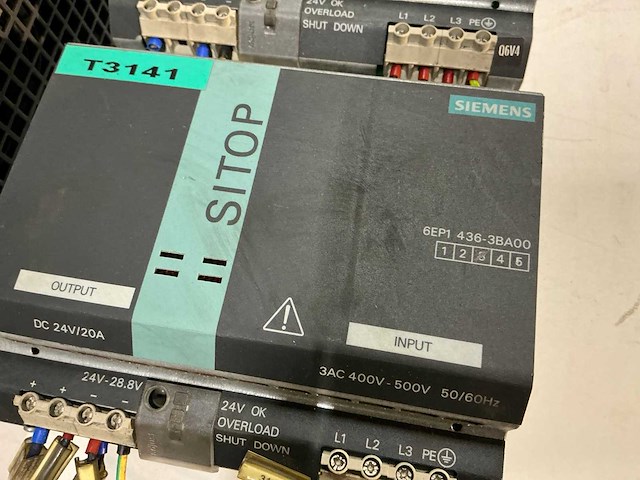 24V OK
OVERLOAD
SHUT DOWN
L1 L2 L3 PE
Q6V4
T3141
SIEMENS
SITOP
6EP1 436-3BA00
1 2 3 4 5
OUTPUT
DC 24V/20A
INPUT
3AC 400V-500V 50/60Hz
24V-28.8V
+ + - -
24V OK
OVERLOAD
SHUT DOWN
L1 L2 L3 PE